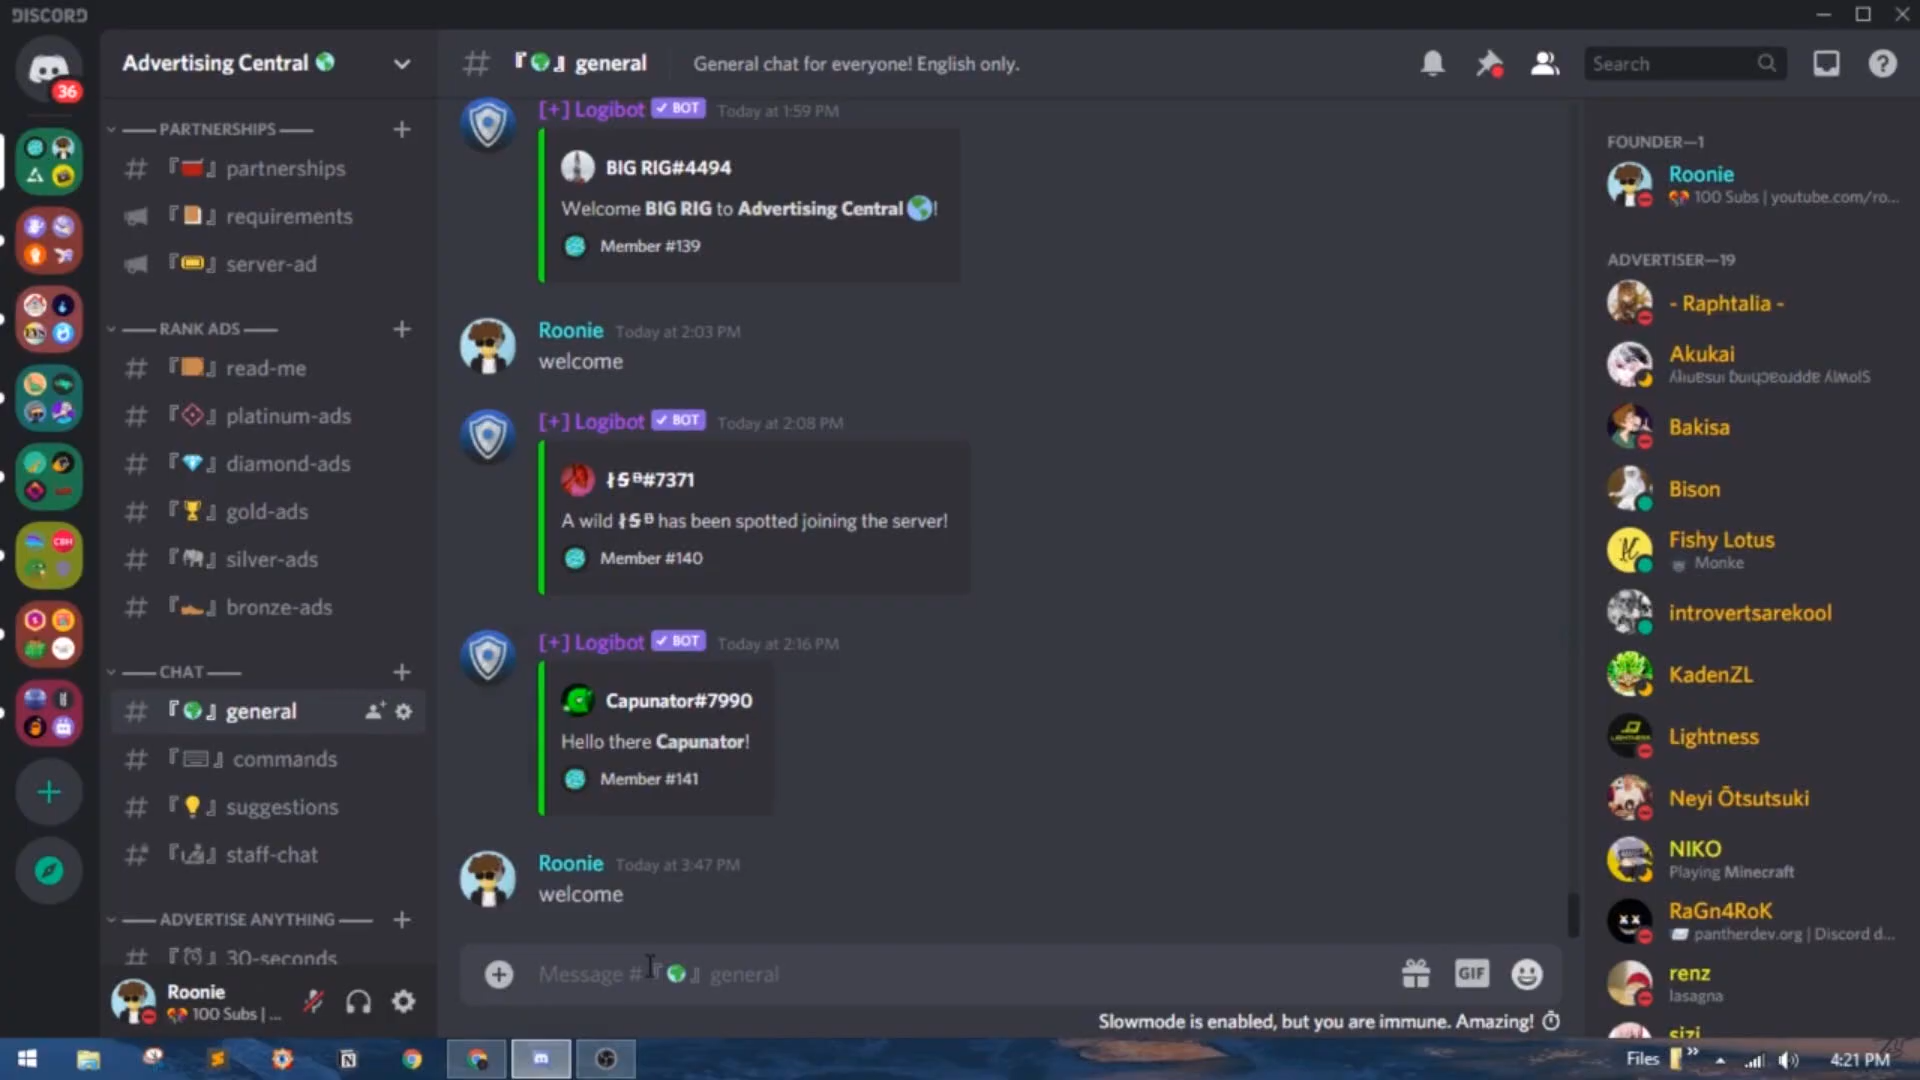 DISCORD
36
Advertising Central
PARTNERSHIPS
『』 partnerships
『』 requirements
『』 server-ad
RANK ADS
『』 read-me
『』 platinum-ads
『』 diamond-ads
『』 gold-ads
『』 silver-ads
『』 bronze-ads
CHAT
『』 general
『』 commands
『』 suggestions
『』 staff-chat
ADVERTISE ANYTHING
『』 30-seconds
Roonie
100 Subs | ...
# 『』 general
General chat for everyone! English only.
Search
[+] Logibot ✓ BOT Today at 1:59 PM
BIG RIG#4494
Welcome BIG RIG to Advertising Central !
Member #139
Roonie Today at 2:03 PM
welcome
[+] Logibot ✓ BOT Today at 2:08 PM
#7371
A wild has been spotted joining the server!
Member #140
[+] Logibot ✓ BOT Today at 2:16 PM
Capunator#7990
Hello there Capunator!
Member #141
Roonie Today at 3:47 PM
welcome
Message #『』 general
GIF
Slowmode is enabled, but you are immune. Amazing!
FOUNDER—1
Roonie
100 Subs | youtube.com/ro...
ADVERTISER—19
- Raphtalia -
Akukai
Bakisa
Bison
Fishy Lotus
Monke
introvertsarekool
KadenZL
Lightness
Neyi Ōtsutsuki
NIKO
Playing Minecraft
RaGn4RoK
pantherdev.org | Discord d...
renz
lasagna
sizi
Files
4:21 PM